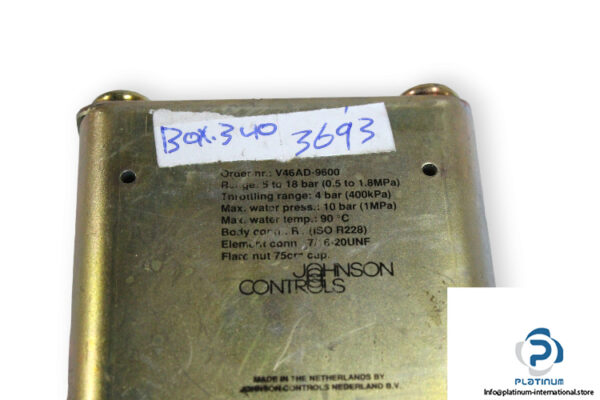 BOX.340 3693
Order nr.: V46AD-9600
Range: 5 to 18 bar (0.5 to 1.8MPa)
Throttling range: 4 bar (400kPa)
Max. water press.: 10 bar (1MPa)
Max. water temp.: 90 °C
Body conn.: R (ISO R228)
Element conn 7/16-20UNF
Flare nut 75cm cap.
JOHNSON
CONTROLS
MADE IN THE NETHERLANDS BY
JOHNSON CONTROLS NEDERLAND B.V.
PLATINUM
INTERNATIONAL
Info@platinum-international.store